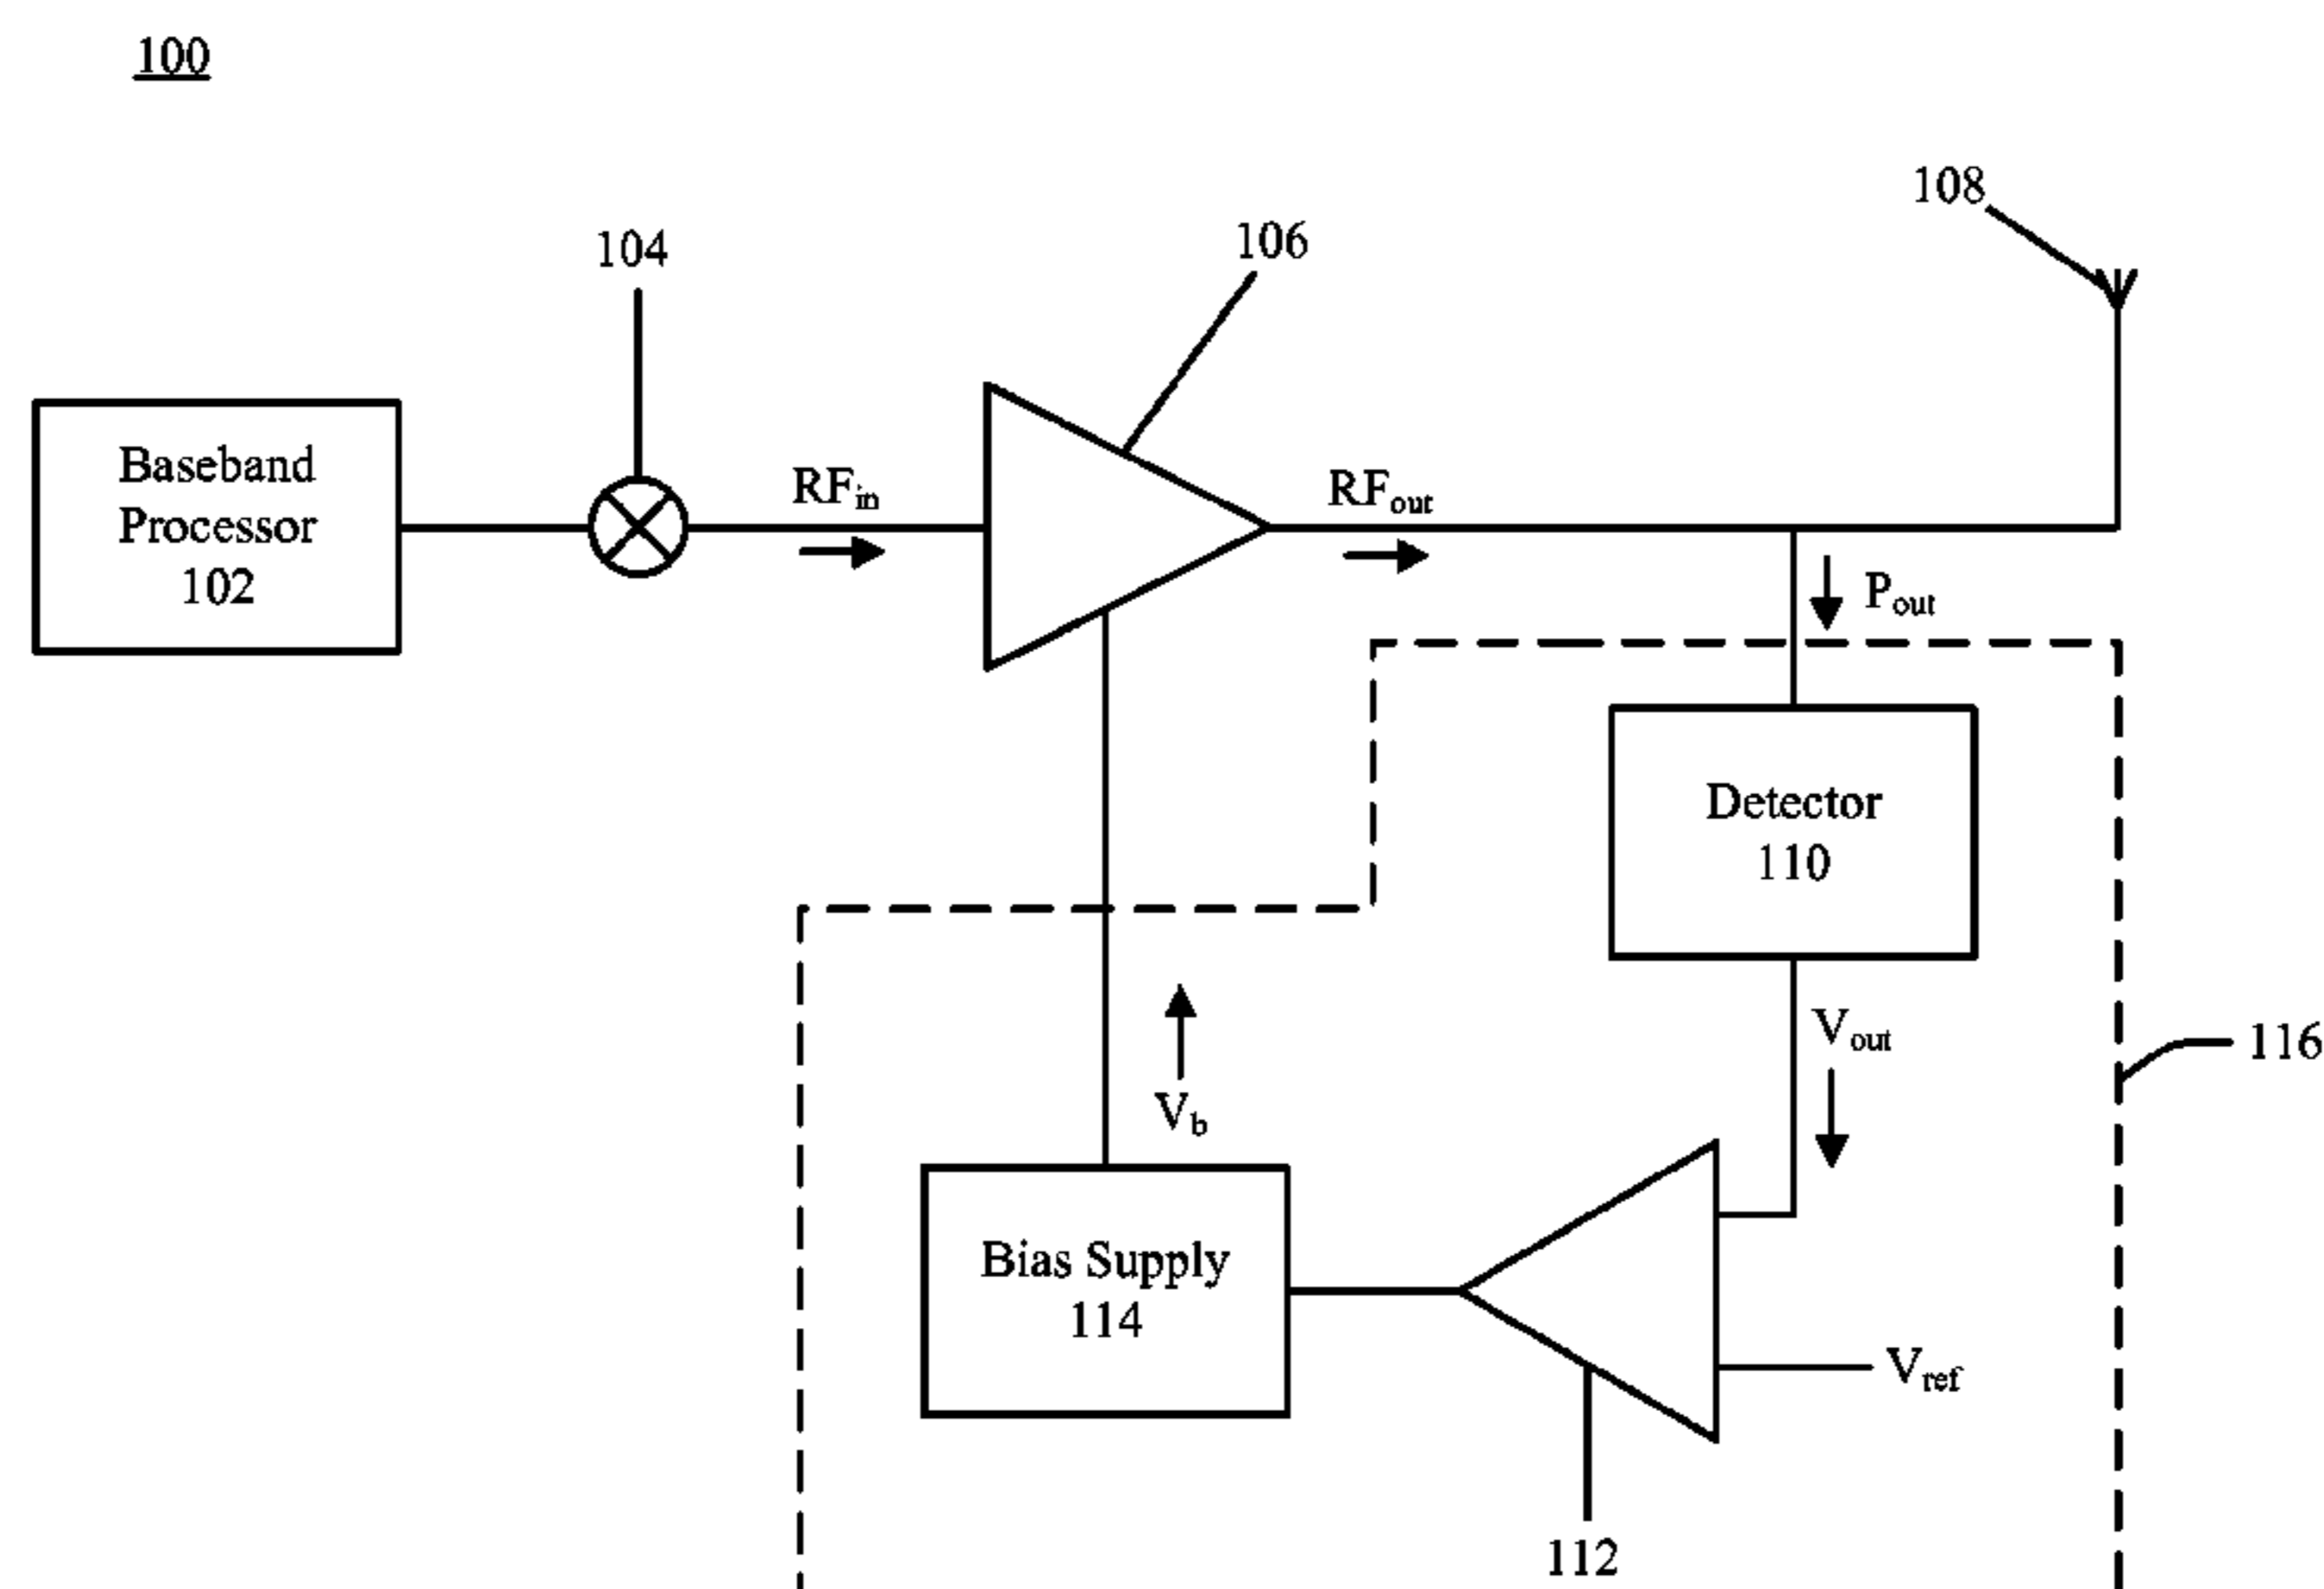 100
108
106
104
Baseband
Processor
102
RFin
RFout
Pout
Detector
110
Vout
116
Vb
Bias Supply
114
Vref
112